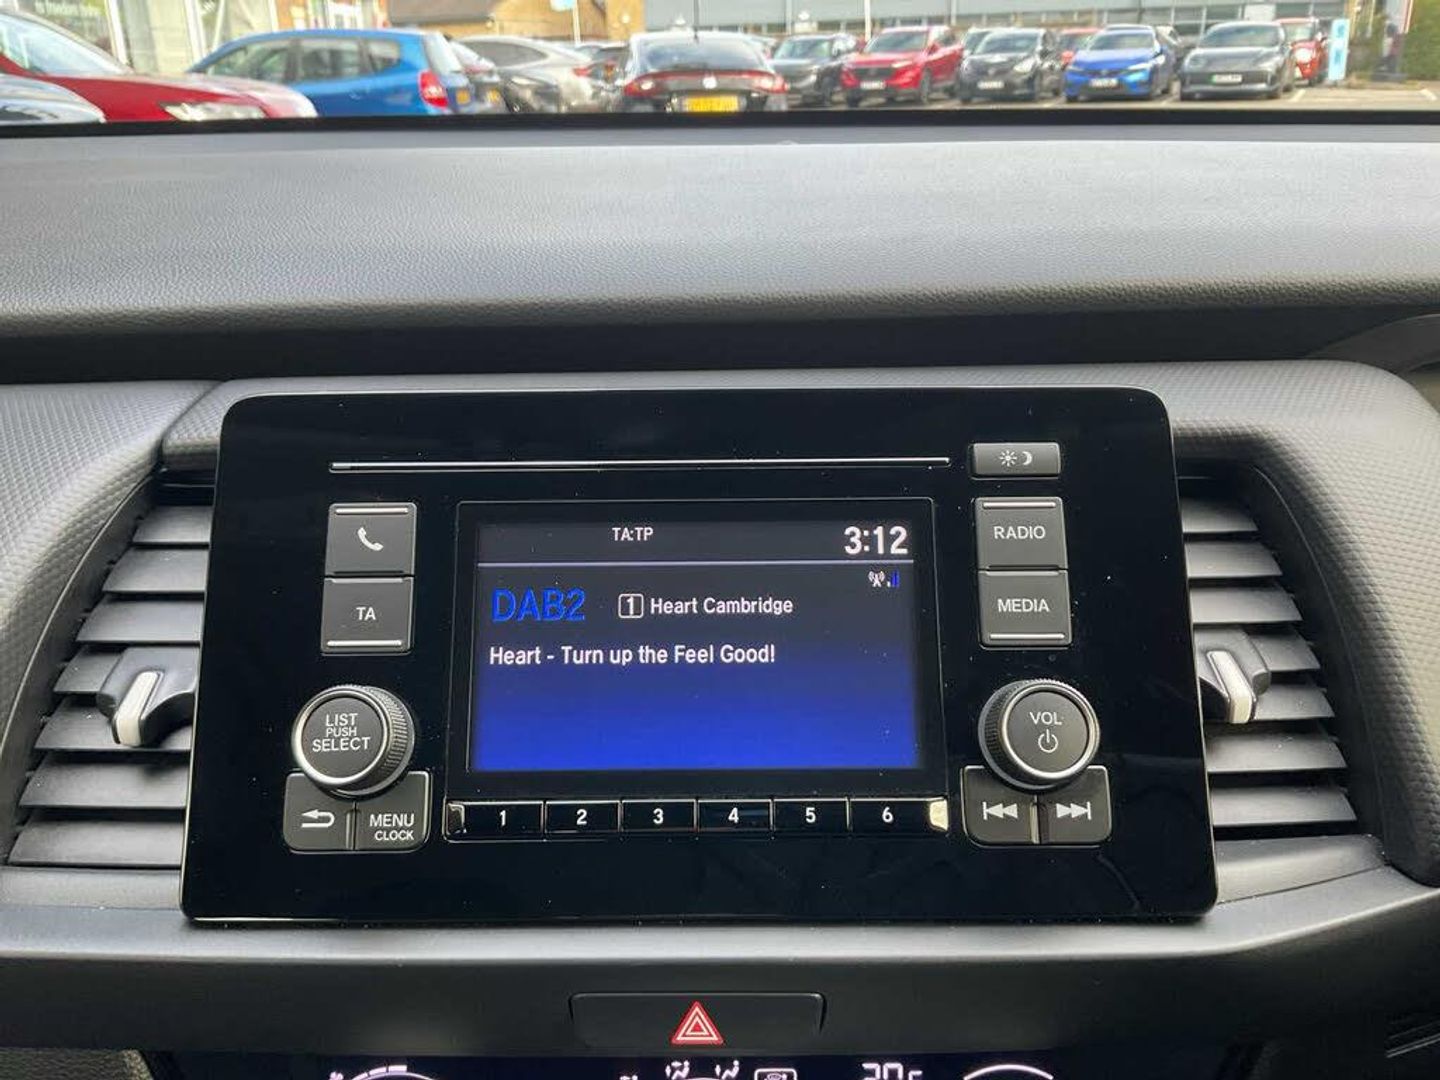 TA:TP 3:12
DAB2 1 Heart Cambridge
Heart - Turn up the Feel Good!
RADIO
TA
MEDIA
LIST
PUSH
SELECT
VOL
MENU
CLOCK
1 2 3 4 5 6